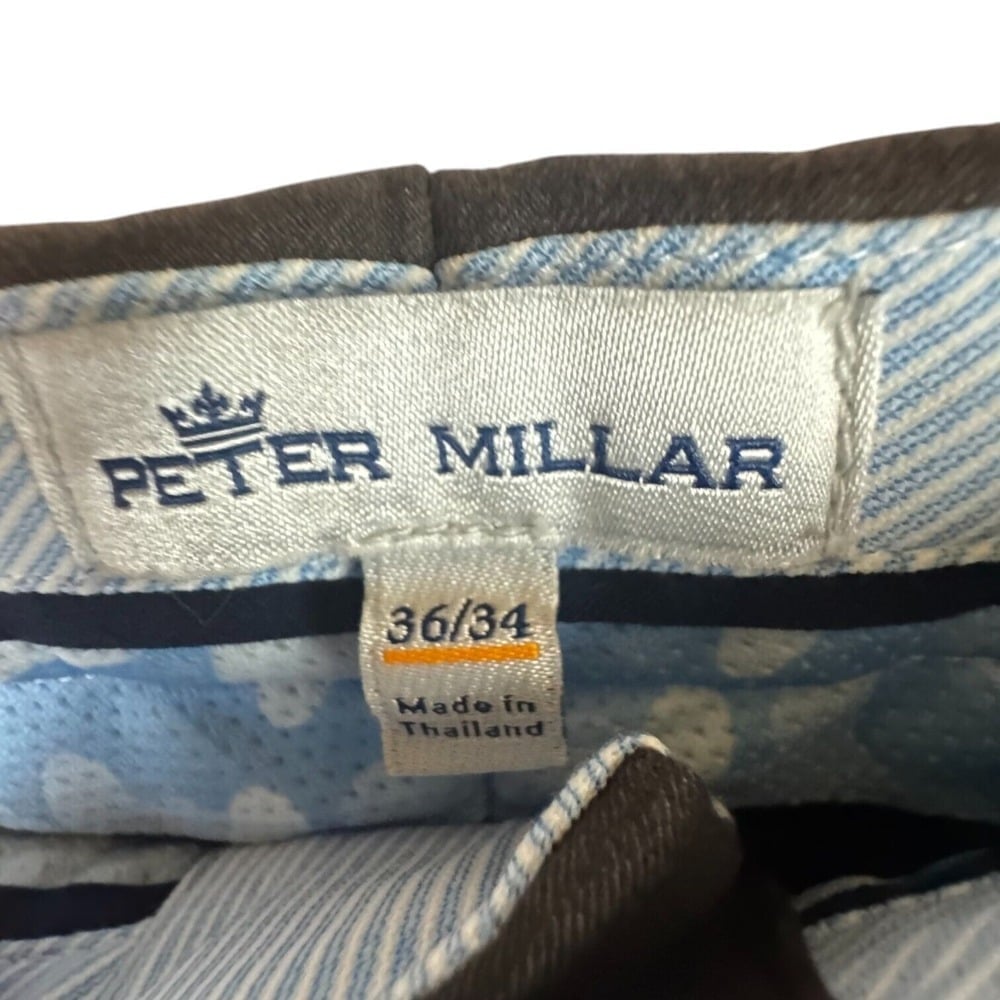 PETER MILLAR
36/34
Made in
Thailand